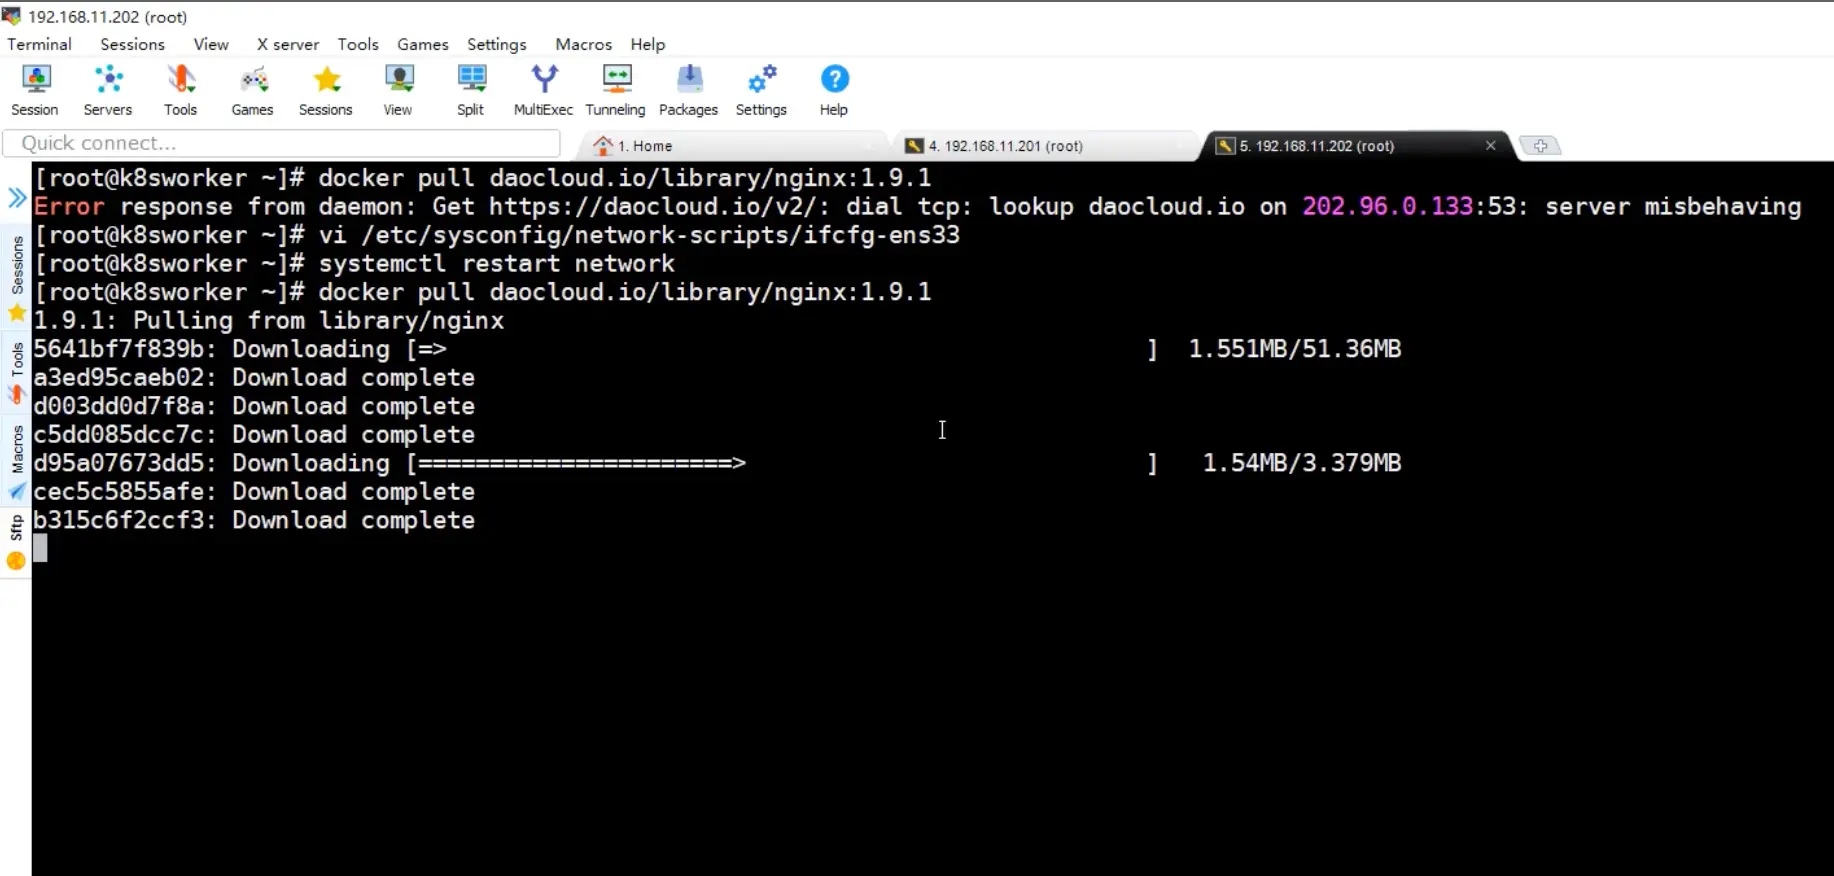 192.168.11.202 (root)
Terminal Sessions View X server Tools Games Settings Macros Help
Session Servers Tools Games Sessions View Split MultiExec Tunneling Packages Settings Help
Quick connect... 1. Home 4. 192.168.11.201 (root) 5. 192.168.11.202 (root)
[root@k8sworker ~]# docker pull daocloud.io/library/nginx:1.9.1
Error response from daemon: Get https://daocloud.io/v2/: dial tcp: lookup daocloud.io on 202.96.0.133:53: server misbehaving
[root@k8sworker ~]# vi /etc/sysconfig/network-scripts/ifcfg-ens33
[root@k8sworker ~]# systemctl restart network
[root@k8sworker ~]# docker pull daocloud.io/library/nginx:1.9.1
1.9.1: Pulling from library/nginx
5641bf7f839b: Downloading [=> ] 1.551MB/51.36MB
a3ed95caeb02: Download complete
d003dd0d7f8a: Download complete
c5dd085dcc7c: Download complete
d95a07673dd5: Downloading [======================> ] 1.54MB/3.379MB
cec5c5855afe: Download complete
b315c6f2ccf3: Download complete
Sessions
Tools
Macros
Sftp